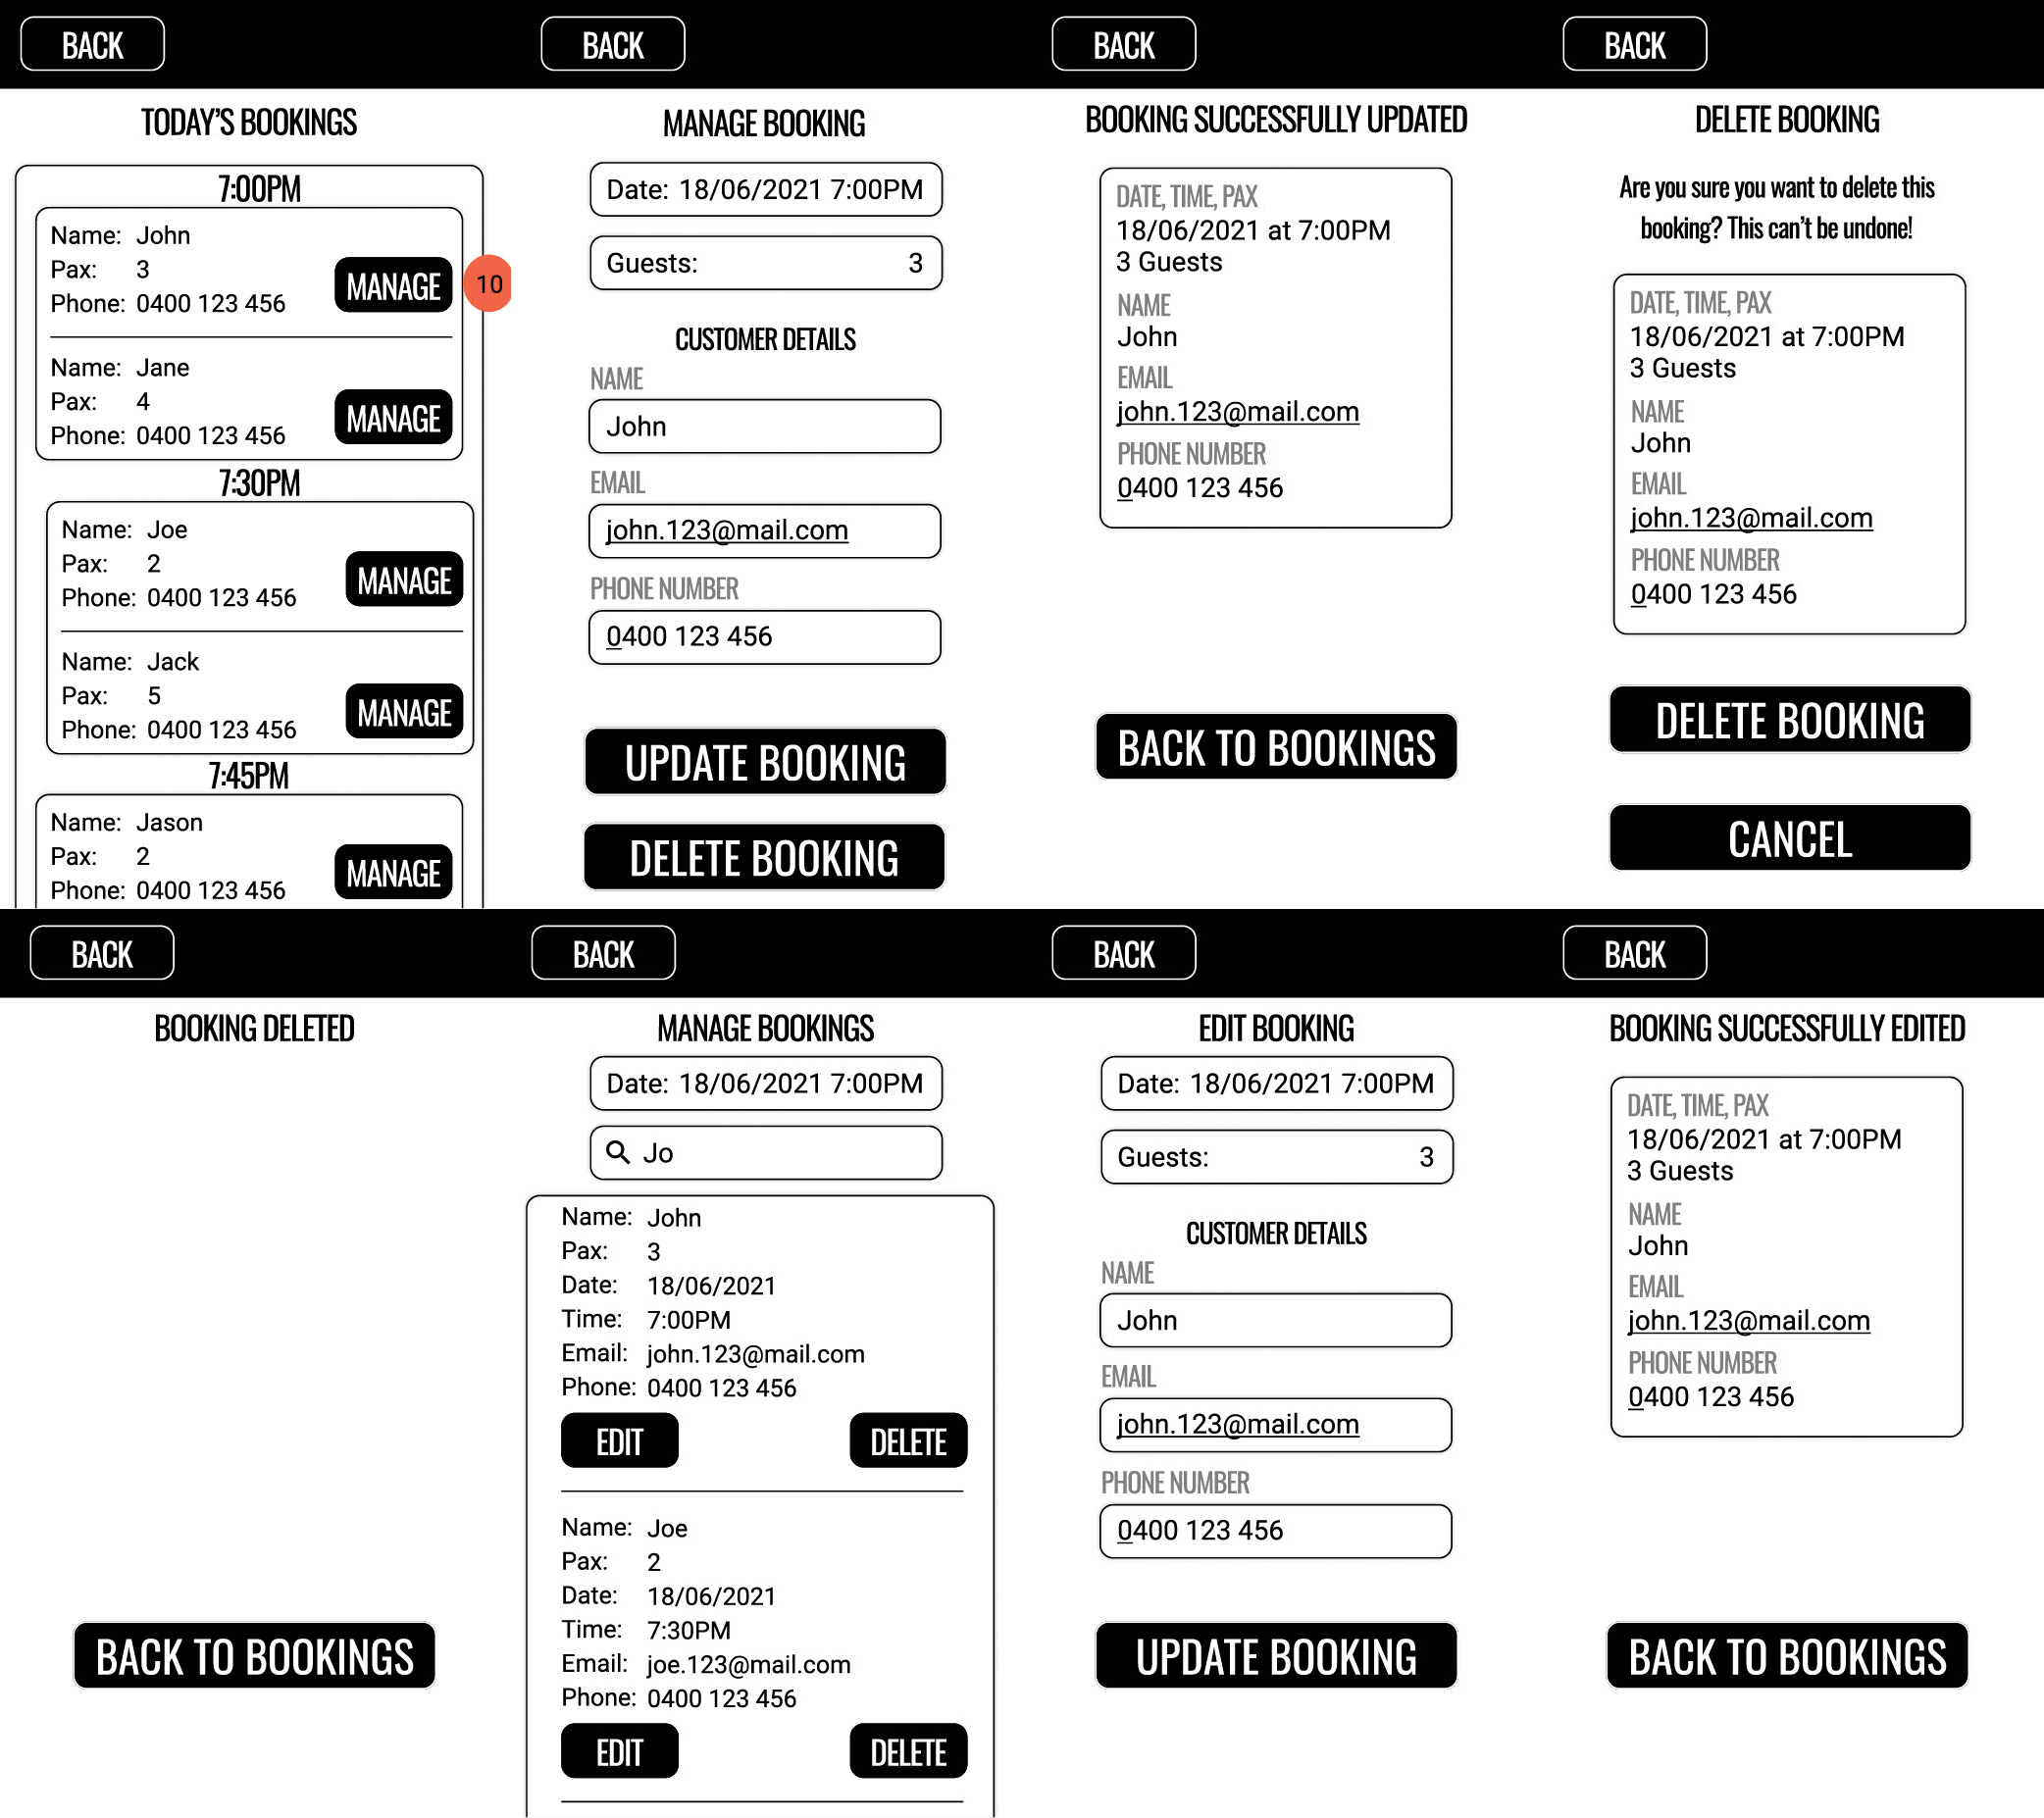 BACK
TODAY'S BOOKINGS
7:00PM
Name: John
Pax: 3
Phone: 0400 123 456
MANAGE
10
Name: Jane
Pax: 4
Phone: 0400 123 456
MANAGE
7:30PM
Name: Joe
Pax: 2
Phone: 0400 123 456
MANAGE
Name: Jack
Pax: 5
Phone: 0400 123 456
MANAGE
7:45PM
Name: Jason
Pax: 2
Phone: 0400 123 456
MANAGE
BACK
MANAGE BOOKING
Date: 18/06/2021 7:00PM
Guests: 3
CUSTOMER DETAILS
NAME
John
EMAIL
john.123@mail.com
PHONE NUMBER
0400 123 456
UPDATE BOOKING
DELETE BOOKING
BACK
BOOKING SUCCESSFULLY UPDATED
DATE, TIME, PAX
18/06/2021 at 7:00PM
3 Guests
NAME
John
EMAIL
john.123@mail.com
PHONE NUMBER
0400 123 456
BACK TO BOOKINGS
BACK
DELETE BOOKING
Are you sure you want to delete this
booking? This can't be undone!
DATE, TIME, PAX
18/06/2021 at 7:00PM
3 Guests
NAME
John
EMAIL
john.123@mail.com
PHONE NUMBER
0400 123 456
DELETE BOOKING
CANCEL
BACK
BOOKING DELETED
BACK TO BOOKINGS
BACK
MANAGE BOOKINGS
Date: 18/06/2021 7:00PM
Jo
Name: John
Pax: 3
Date: 18/06/2021
Time: 7:00PM
Email: john.123@mail.com
Phone: 0400 123 456
EDIT DELETE
Name: Joe
Pax: 2
Date: 18/06/2021
Time: 7:30PM
Email: joe.123@mail.com
Phone: 0400 123 456
EDIT DELETE
BACK
EDIT BOOKING
Date: 18/06/2021 7:00PM
Guests: 3
CUSTOMER DETAILS
NAME
John
EMAIL
john.123@mail.com
PHONE NUMBER
0400 123 456
UPDATE BOOKING
BACK
BOOKING SUCCESSFULLY EDITED
DATE, TIME, PAX
18/06/2021 at 7:00PM
3 Guests
NAME
John
EMAIL
john.123@mail.com
PHONE NUMBER
0400 123 456
BACK TO BOOKINGS